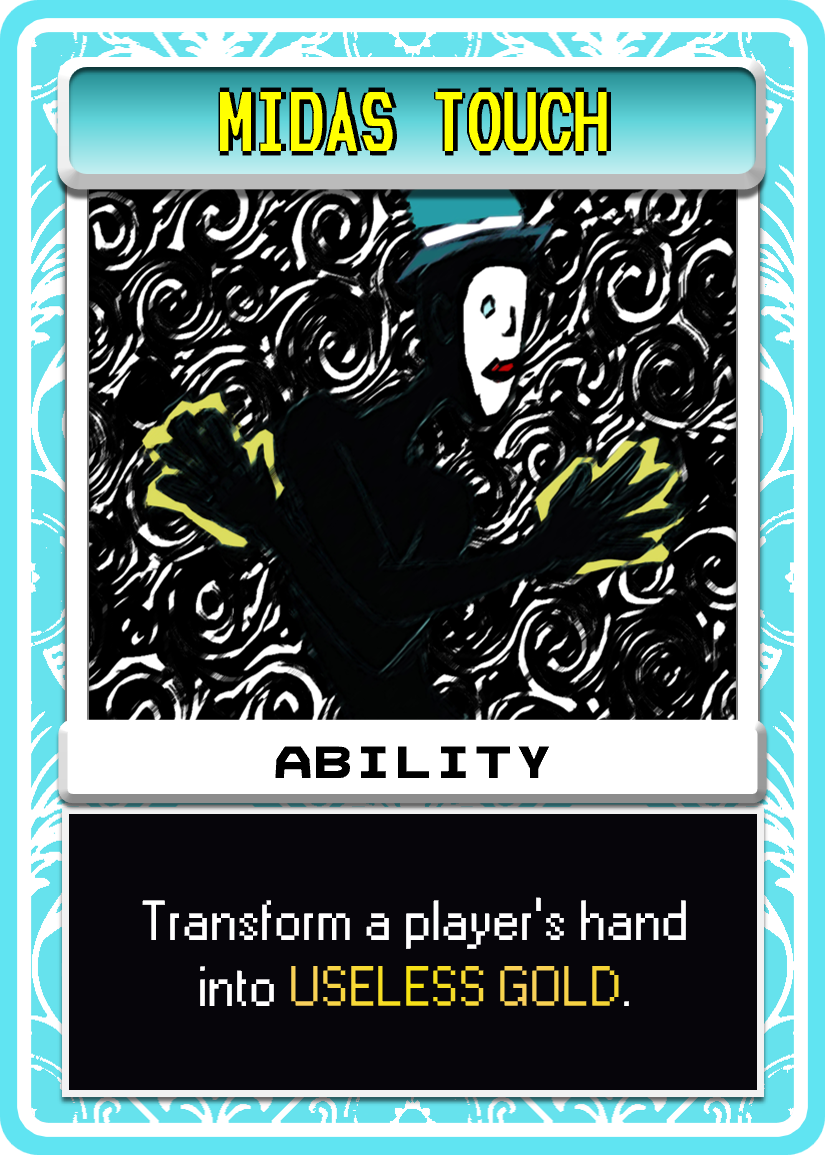 MIDAS TOUCH
ABILITY
Transform a player's hand
into USELESS GOLD.